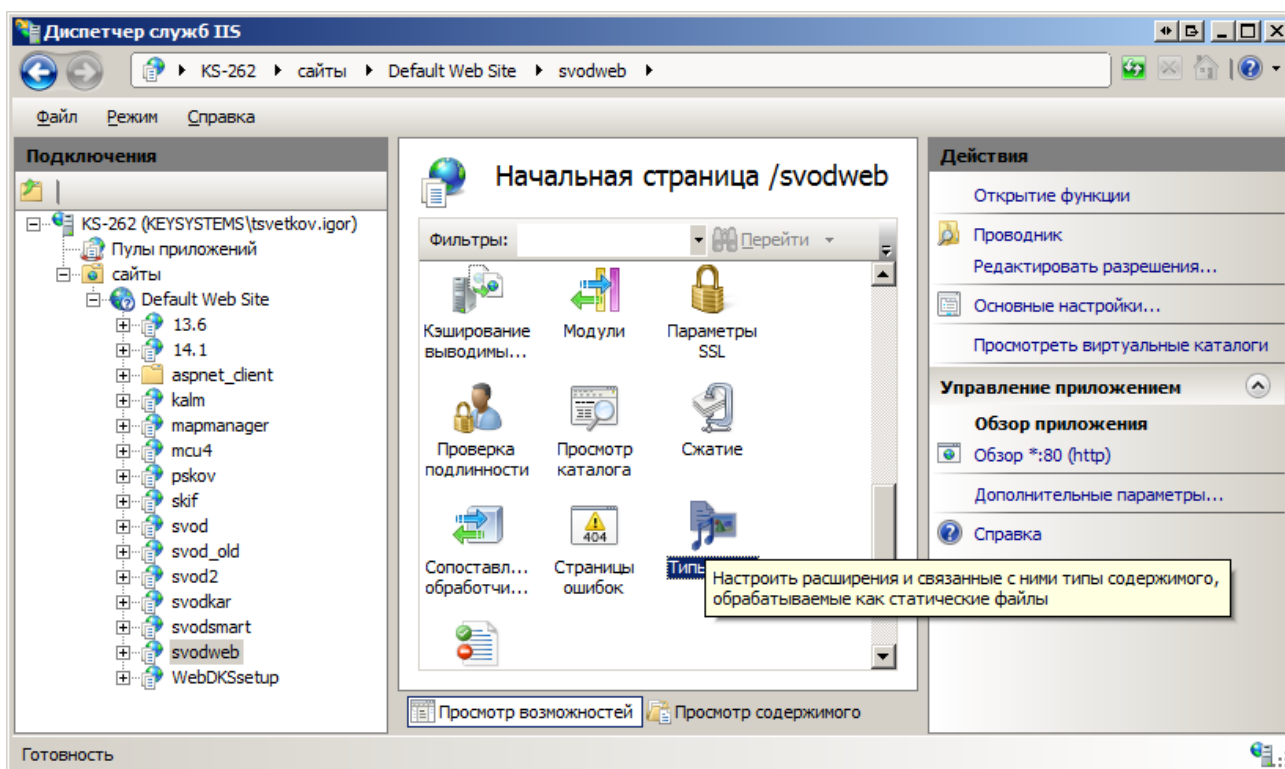 Диспетчер служб IIS
KS-262 сайты Default Web Site svodweb
Файл Режим Справка
Подключения
KS-262 (KEYSYSTEMS\tsvetkov.igor)
Пулы приложений
сайты
Default Web Site
13.6
14.1
aspnet_client
kalm
mapmanager
mcu4
pskov
skif
svod
svod_old
svod2
svodkar
svodsmart
svodweb
WebDKSsetup
Начальная страница /svodweb
Фильтры: Перейти
Кэширование выводимы...
Модули
Параметры SSL
Проверка подлинности
Просмотр каталога
Сжатие
404
Сопоставл... обработчи...
Страницы ошибок
Типы
Настроить расширения и связанные с ними типы содержимого,
обрабатываемые как статические файлы
Просмотр возможностей Просмотр содержимого
Действия
Открытие функции
Проводник
Редактировать разрешения...
Основные настройки...
Просмотреть виртуальные каталоги
Управление приложением
Обзор приложения
Обзор *:80 (http)
Дополнительные параметры...
Справка
Готовность